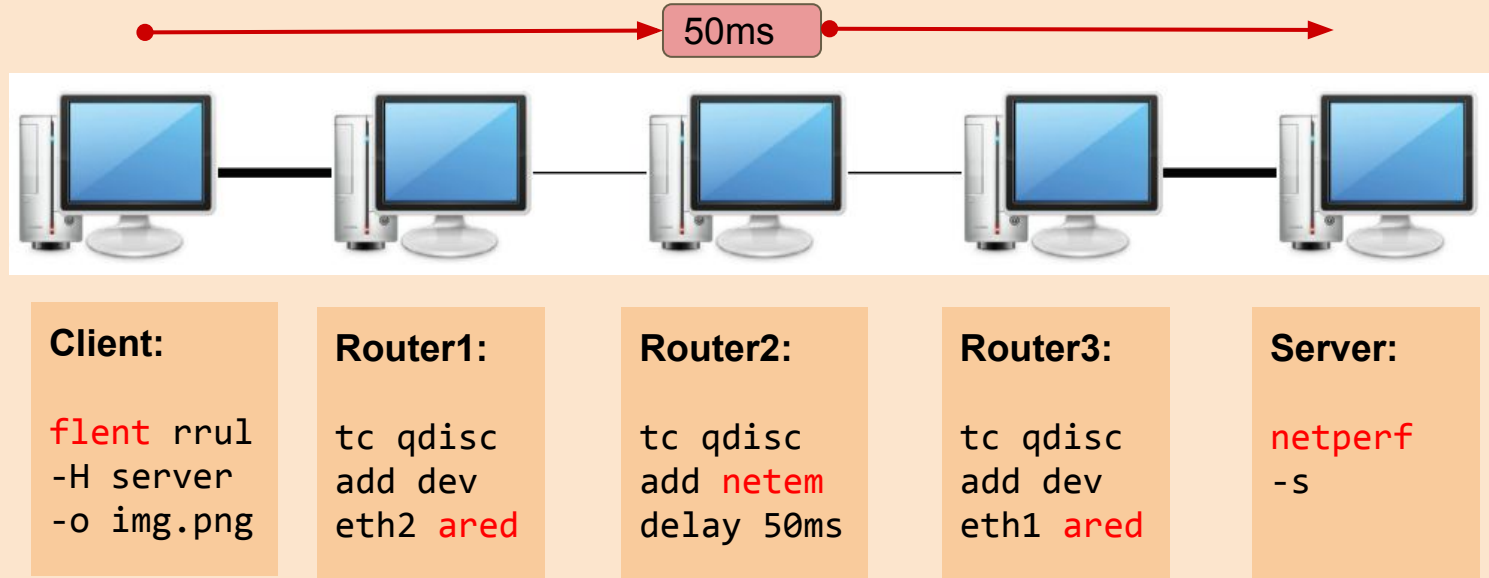 50ms
Client:
flent rrul
-H server
-o img.png
Router1:
tc qdisc
add dev
eth2 ared
Router2:
tc qdisc
add netem
delay 50ms
Router3:
tc qdisc
add dev
eth1 ared
Server:
netperf
-s